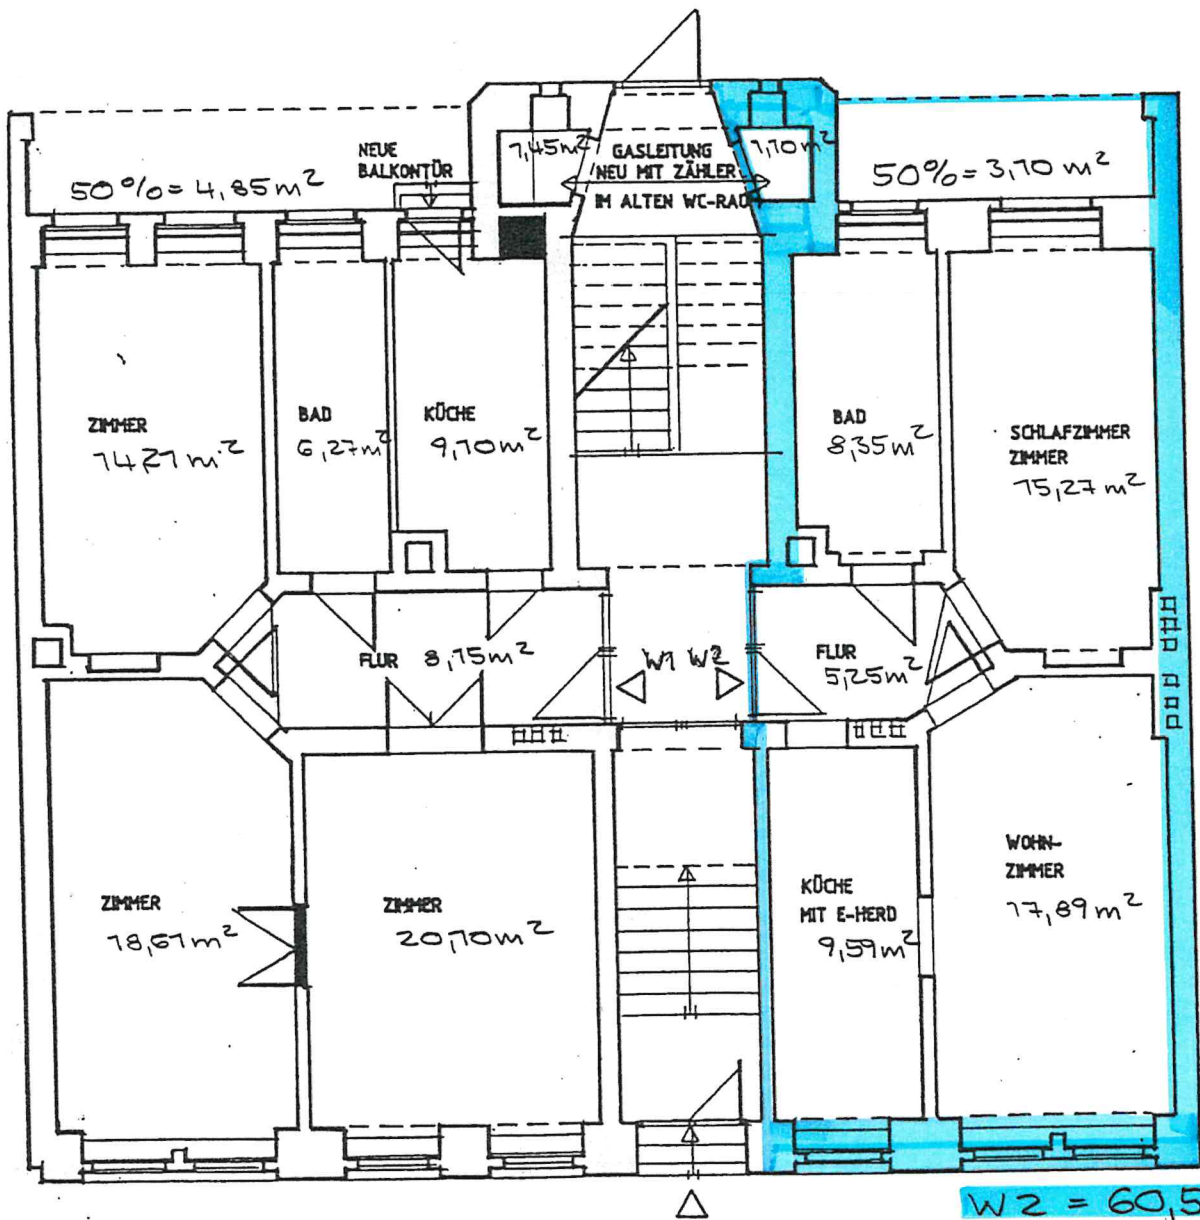 NEUE
BALKONTÜR
50% = 4,85 m²
1,45 m²
GASLEITUNG
NEU MIT ZÄHLER
IM ALTEN WC-RAUM
1,10 m²
50% = 3,10 m²
ZIMMER
14,21 m²
BAD
6,27 m²
KÜCHE
9,10 m²
BAD
8,35 m²
SCHLAFZIMMER
ZIMMER
15,27 m²
FLUR 8,15 m²
W1 W2
FLUR
5,25 m²
ZIMMER
18,61 m²
ZIMMER
20,10 m²
KÜCHE
MIT E-HERD
9,59 m²
WOHN-
ZIMMER
17,89 m²
W2 = 60,5